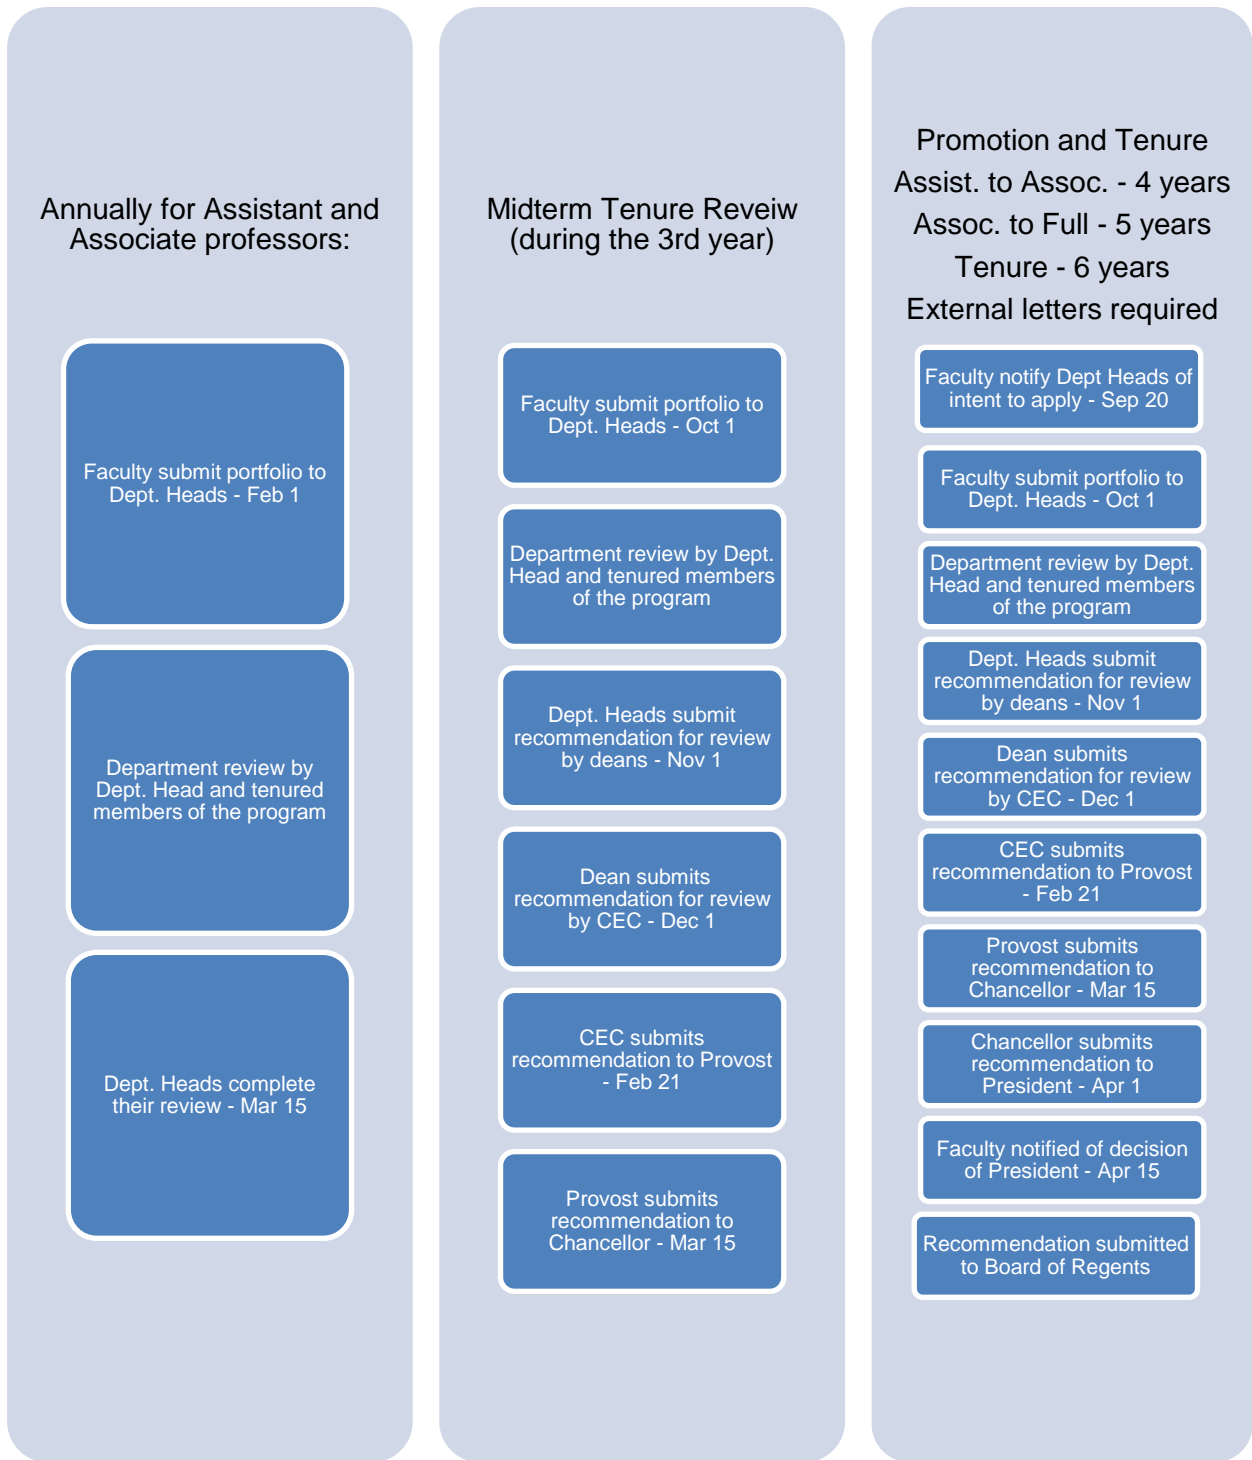 Annually for Assistant and
Associate professors:
Faculty submit portfolio to
Dept. Heads - Feb 1
Department review by
Dept. Head and tenured
members of the program
Dept. Heads complete
their review - Mar 15
Midterm Tenure Reveiw
(during the 3rd year)
Faculty submit portfolio to
Dept. Heads - Oct 1
Department review by Dept.
Head and tenured members
of the program
Dept. Heads submit
recommendation for review
by deans - Nov 1
Dean submits
recommendation for review
by CEC - Dec 1
CEC submits
recommendation to Provost
- Feb 21
Provost submits
recommendation to
Chancellor - Mar 15
Promotion and Tenure
Assist. to Assoc. - 4 years
Assoc. to Full - 5 years
Tenure - 6 years
External letters required
Faculty notify Dept Heads of
intent to apply - Sep 20
Faculty submit portfolio to
Dept. Heads - Oct 1
Department review by Dept.
Head and tenured members
of the program
Dept. Heads submit
recommendation for review
by deans - Nov 1
Dean submits
recommendation for review
by CEC - Dec 1
CEC submits
recommendation to Provost
- Feb 21
Provost submits
recommendation to
Chancellor - Mar 15
Chancellor submits
recommendation to
President - Apr 1
Faculty notified of decision
of President - Apr 15
Recommendation submitted
to Board of Regents